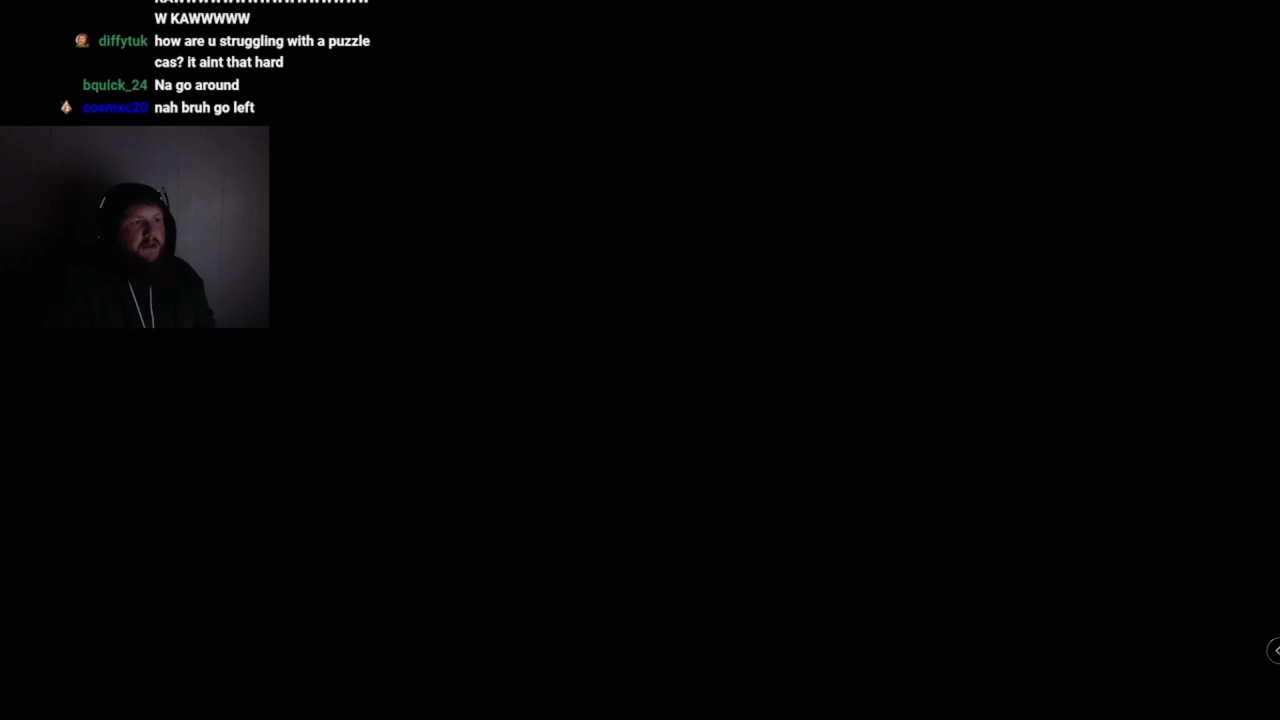 W KAWWWWW
diffytuk how are u struggling with a puzzle
cas? it aint that hard
bquick_24 Na go around
cosmxc20 nah bruh go left